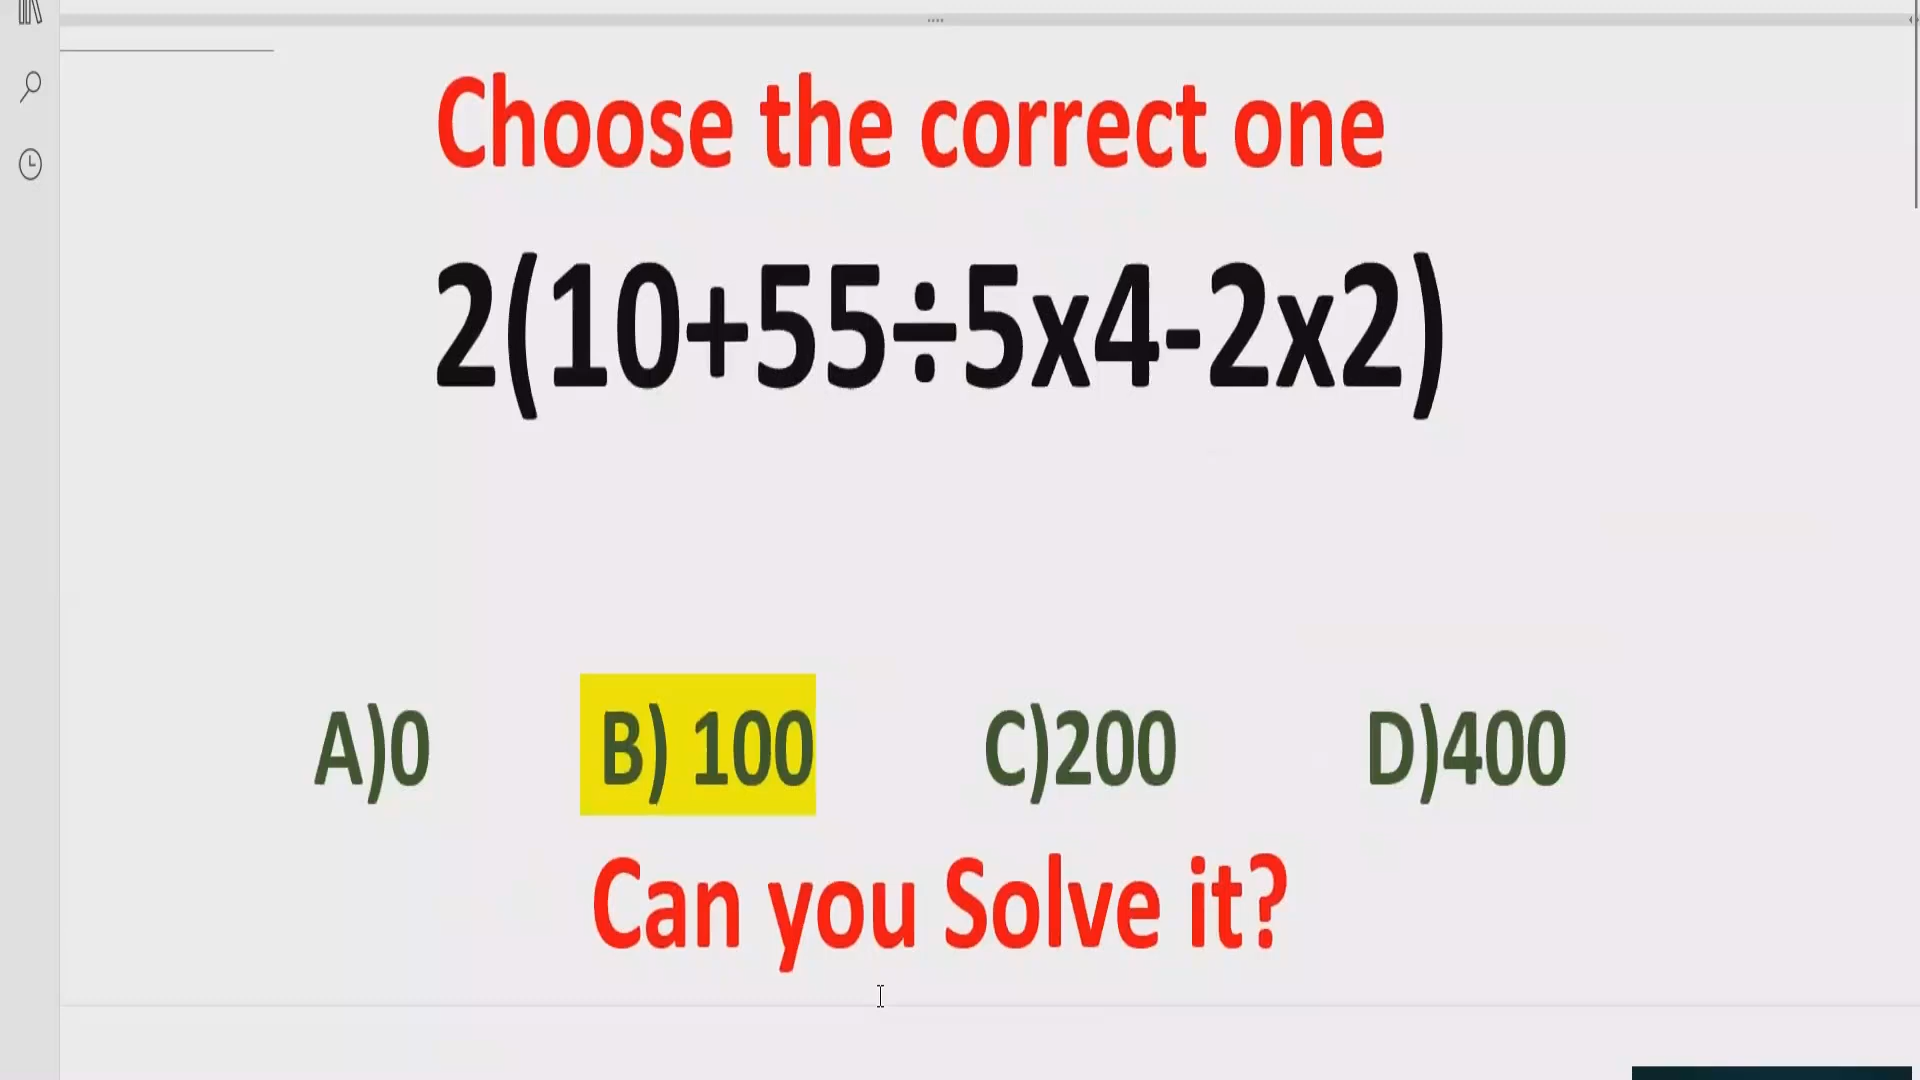 Choose the correct one
2(10+55÷5x4-2x2)
A)0 B) 100 C)200 D)400
Can you Solve it?